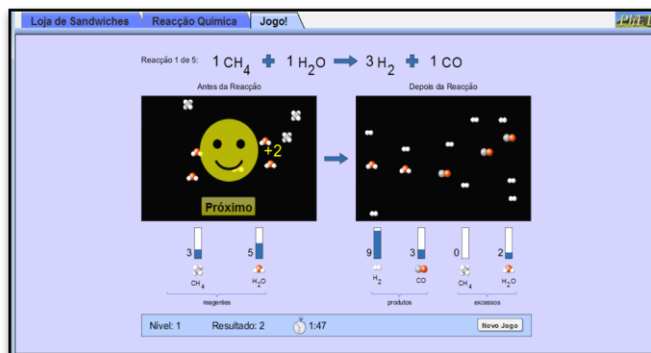 Loja de Sandwiches Reacção Química Jogo!
Reacção 1 de 5: 1 CH₄ + 1 H₂O → 3 H₂ + 1 CO
Antes da Reacção Depois da Reacção
+2
Próximo
3 5 9 3 0 2
CH₄ H₂O H₂ CO CH₄ H₂O
reagentes produtos excessos
Nível: 1 Resultado: 2 1:47 Novo Jogo